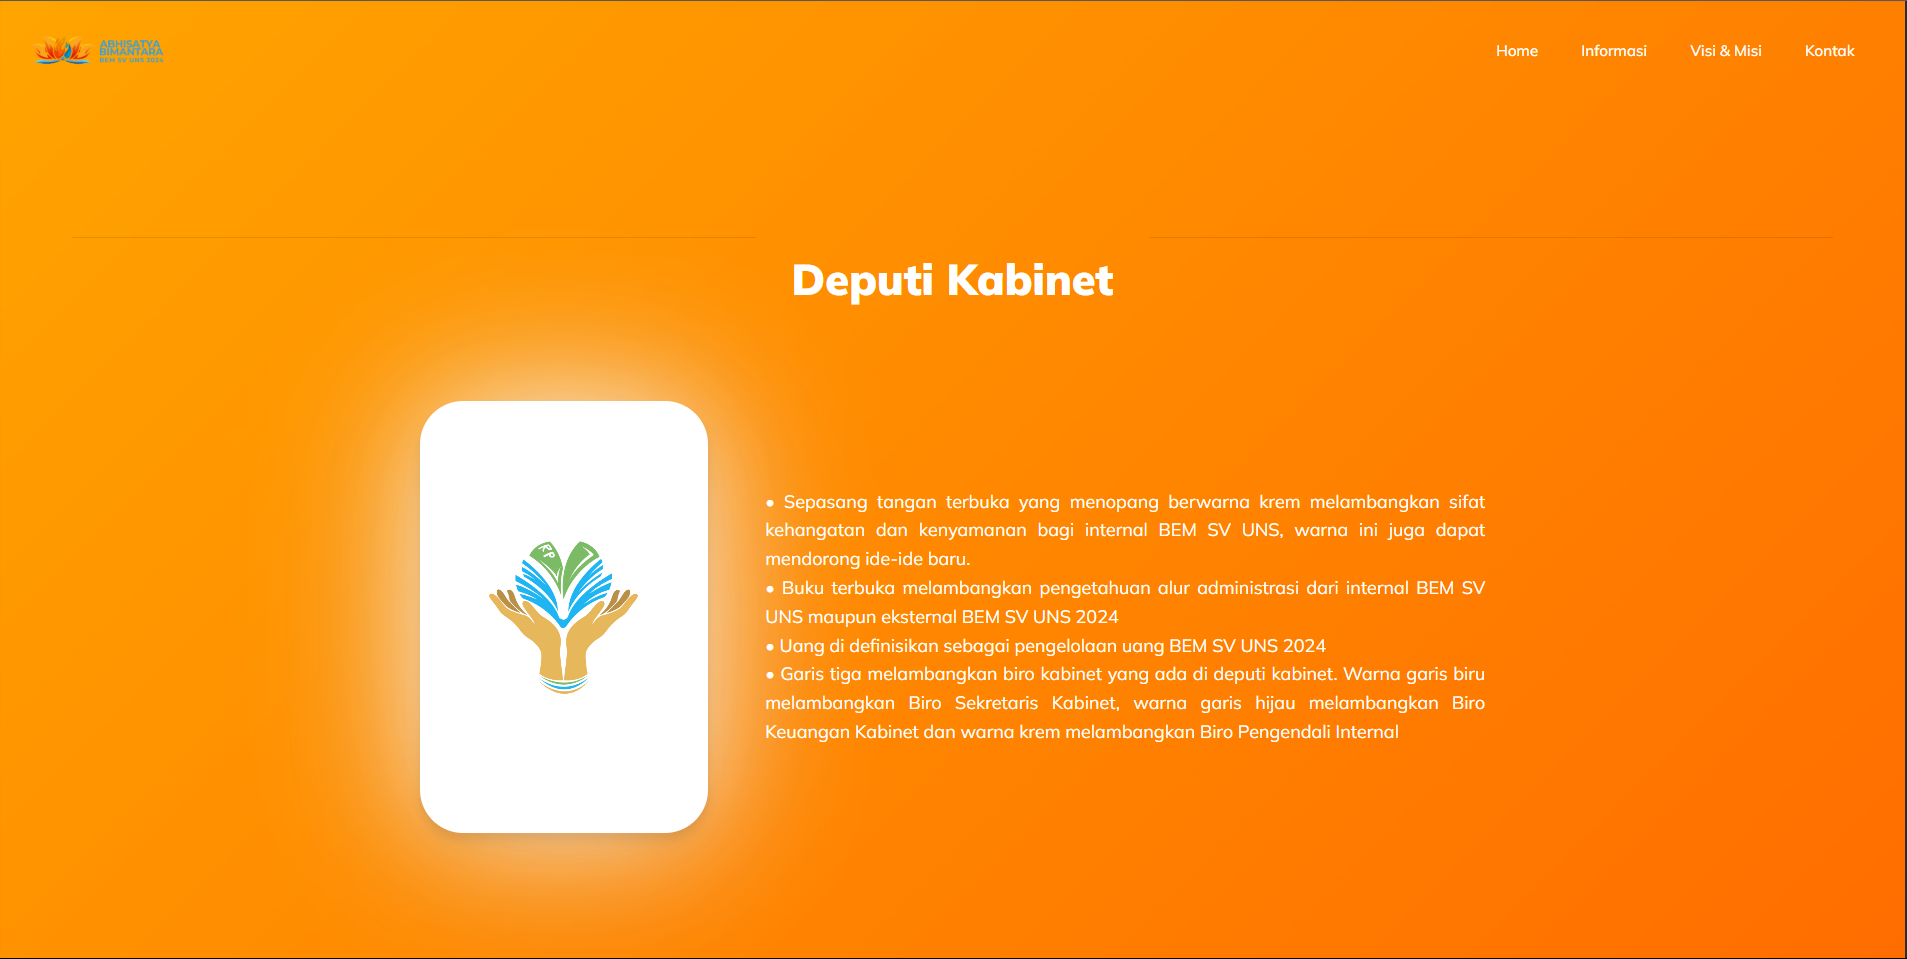 ABHISATYA
BIMANTARA
BEM SV UNS 2024
Home Informasi Visi & Misi Kontak
Deputi Kabinet
RP
• Sepasang tangan terbuka yang menopang berwarna krem melambangkan sifat
kehangatan dan kenyamanan bagi internal BEM SV UNS, warna ini juga dapat
mendorong ide-ide baru.
• Buku terbuka melambangkan pengetahuan alur administrasi dari internal BEM SV
UNS maupun eksternal BEM SV UNS 2024
• Uang di definisikan sebagai pengelolaan uang BEM SV UNS 2024
• Garis tiga melambangkan biro kabinet yang ada di deputi kabinet. Warna garis biru
melambangkan Biro Sekretaris Kabinet, warna garis hijau melambangkan Biro
Keuangan Kabinet dan warna krem melambangkan Biro Pengendali Internal